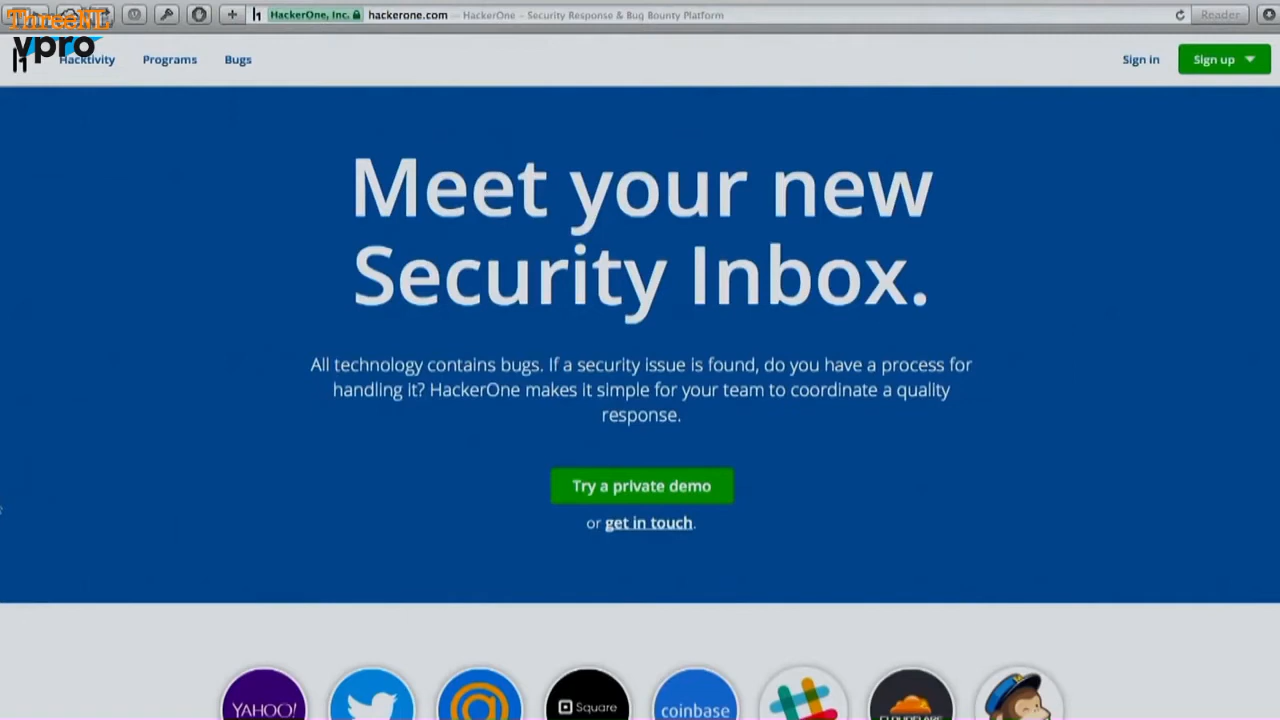 HackerOne, Inc. hackerone.com — HackerOne - Security Response & Bug Bounty Platform Reader
ThreeNL
vpro
Hacktivity Programs Bugs Sign in Sign up
Meet your new
Security Inbox.
All technology contains bugs. If a security issue is found, do you have a process for
handling it? HackerOne makes it simple for your team to coordinate a quality
response.
Try a private demo
or get in touch.
YAHOO! Square coinbase CLOUDFLARE